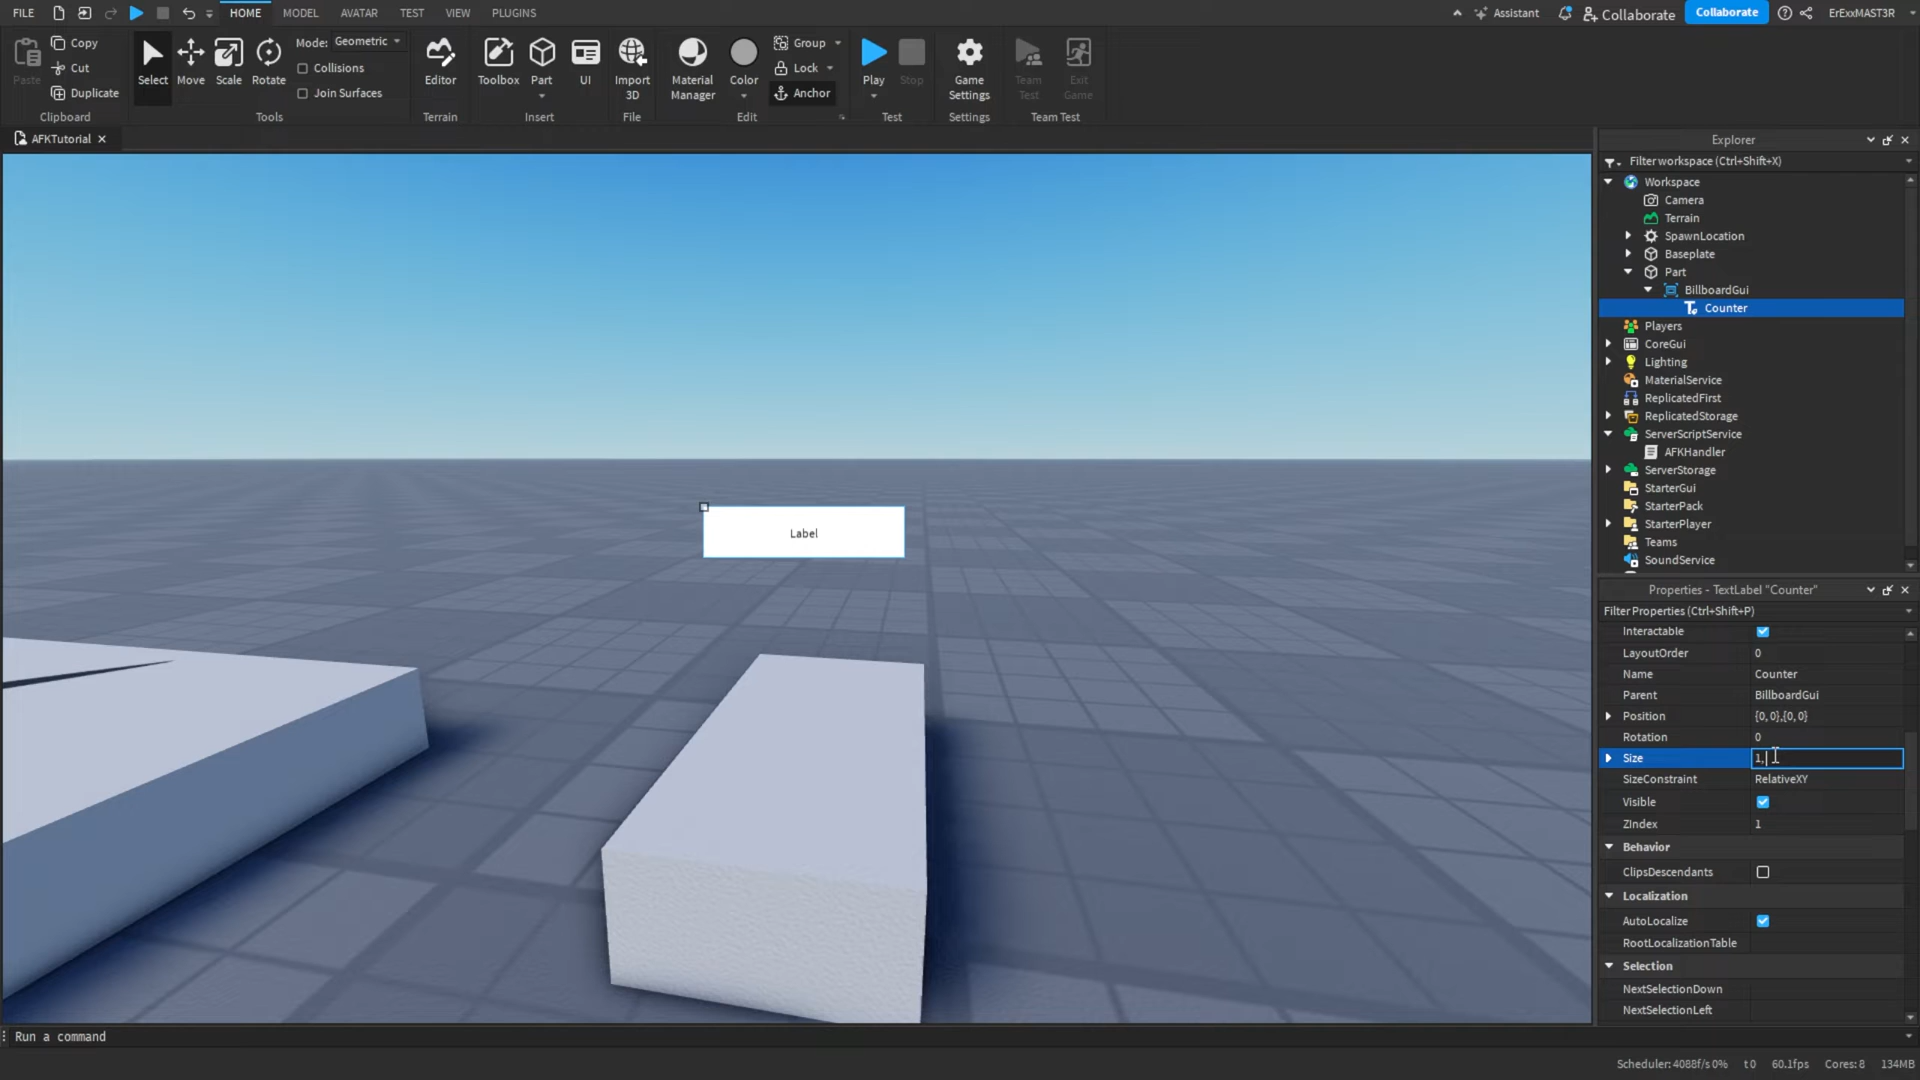 FILE
HOME
MODEL
AVATAR
TEST
VIEW
PLUGINS
Assistant
Collaborate
Collaborate
ErExxMAST3R
Paste
Copy
Cut
Duplicate
Clipboard
Select
Move
Scale
Rotate
Mode: Geometric
Collisions
Join Surfaces
Tools
Editor
Terrain
Toolbox
Part
UI
Insert
Import
3D
File
Material
Manager
Color
Group
Lock
Anchor
Edit
Play
Stop
Test
Game
Settings
Settings
Team
Test
Exit
Game
Team Test
AFKTutorial
Label
Explorer
Filter workspace (Ctrl+Shift+X)
Workspace
Camera
Terrain
SpawnLocation
Baseplate
Part
BillboardGui
Counter
Players
CoreGui
Lighting
MaterialService
ReplicatedFirst
ReplicatedStorage
ServerScriptService
AFKHandler
ServerStorage
StarterGui
StarterPack
StarterPlayer
Teams
SoundService
Properties - TextLabel "Counter"
Filter Properties (Ctrl+Shift+P)
Interactable
LayoutOrder 0
Name Counter
Parent BillboardGui
Position {0, 0},{0, 0}
Rotation 0
Size 1,
SizeConstraint RelativeXY
Visible
ZIndex 1
Behavior
ClipsDescendants
Localization
AutoLocalize
RootLocalizationTable
Selection
NextSelectionDown
NextSelectionLeft
Run a command
Scheduler: 4088f/s 0% t 0 60.1fps Cores: 8 134MB